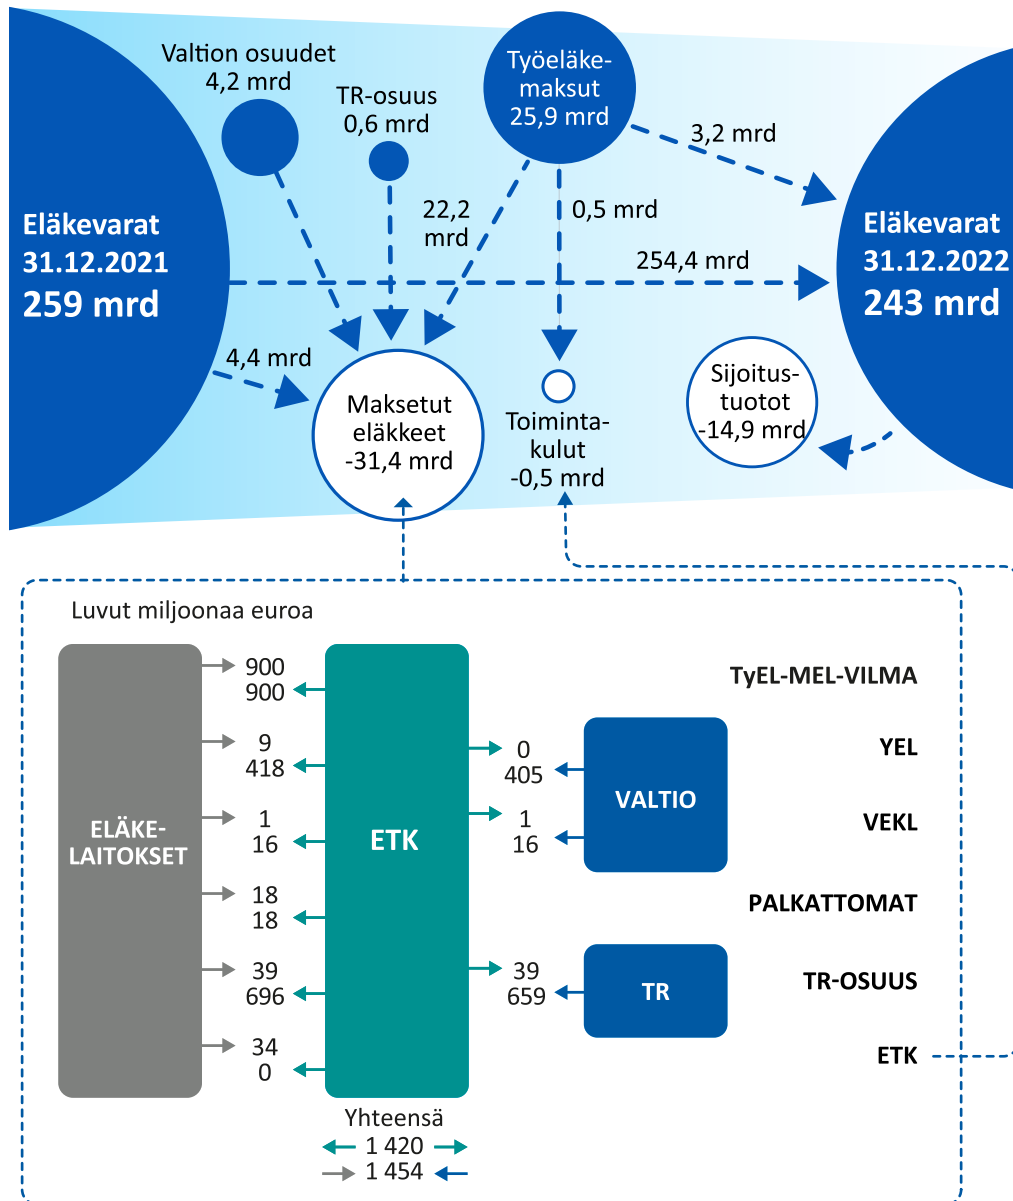 Valtion osuudet
4,2 mrd
TR-osuus
0,6 mrd
Työeläke-
maksut
25,9 mrd
3,2 mrd
22,2
mrd
0,5 mrd
Eläkevarat
31.12.2021
259 mrd
254,4 mrd
Eläkevarat
31.12.2022
243 mrd
4,4 mrd
Maksetut
eläkkeet
-31,4 mrd
Toiminta-
kulut
-0,5 mrd
Sijoitus-
tuotot
-14,9 mrd
Luvut miljoonaa euroa
ELÄKE-
LAITOKSET
900
900
9
418
1
16
18
18
39
696
34
0
ETK
0
405
1
16
39
659
VALTIO
TR
TyEL-MEL-VILMA
YEL
VEKL
PALKATTOMAT
TR-OSUUS
ETK
Yhteensä
1 420
1 454